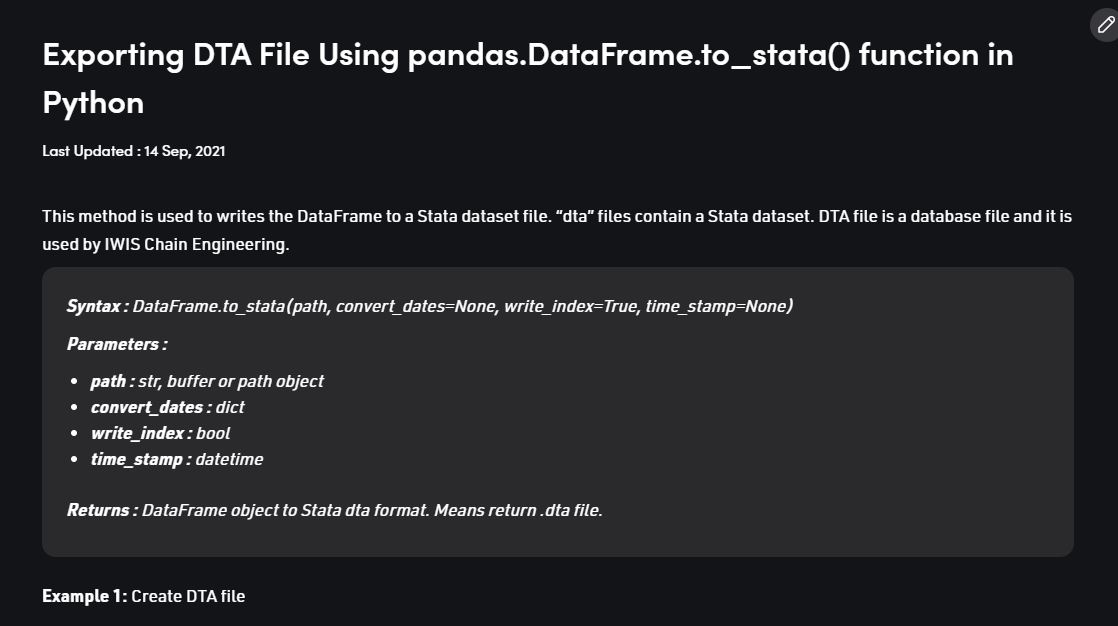 Exporting DTA File Using pandas.DataFrame.to_stata() function in
Python
Last Updated : 14 Sep, 2021
This method is used to writes the DataFrame to a Stata dataset file. “dta” files contain a Stata dataset. DTA file is a database file and it is
used by IWIS Chain Engineering.
Syntax : DataFrame.to_stata(path, convert_dates=None, write_index=True, time_stamp=None)
Parameters :
• path : str, buffer or path object
• convert_dates : dict
• write_index : bool
• time_stamp : datetime
Returns : DataFrame object to Stata dta format. Means return .dta file.
Example 1: Create DTA file